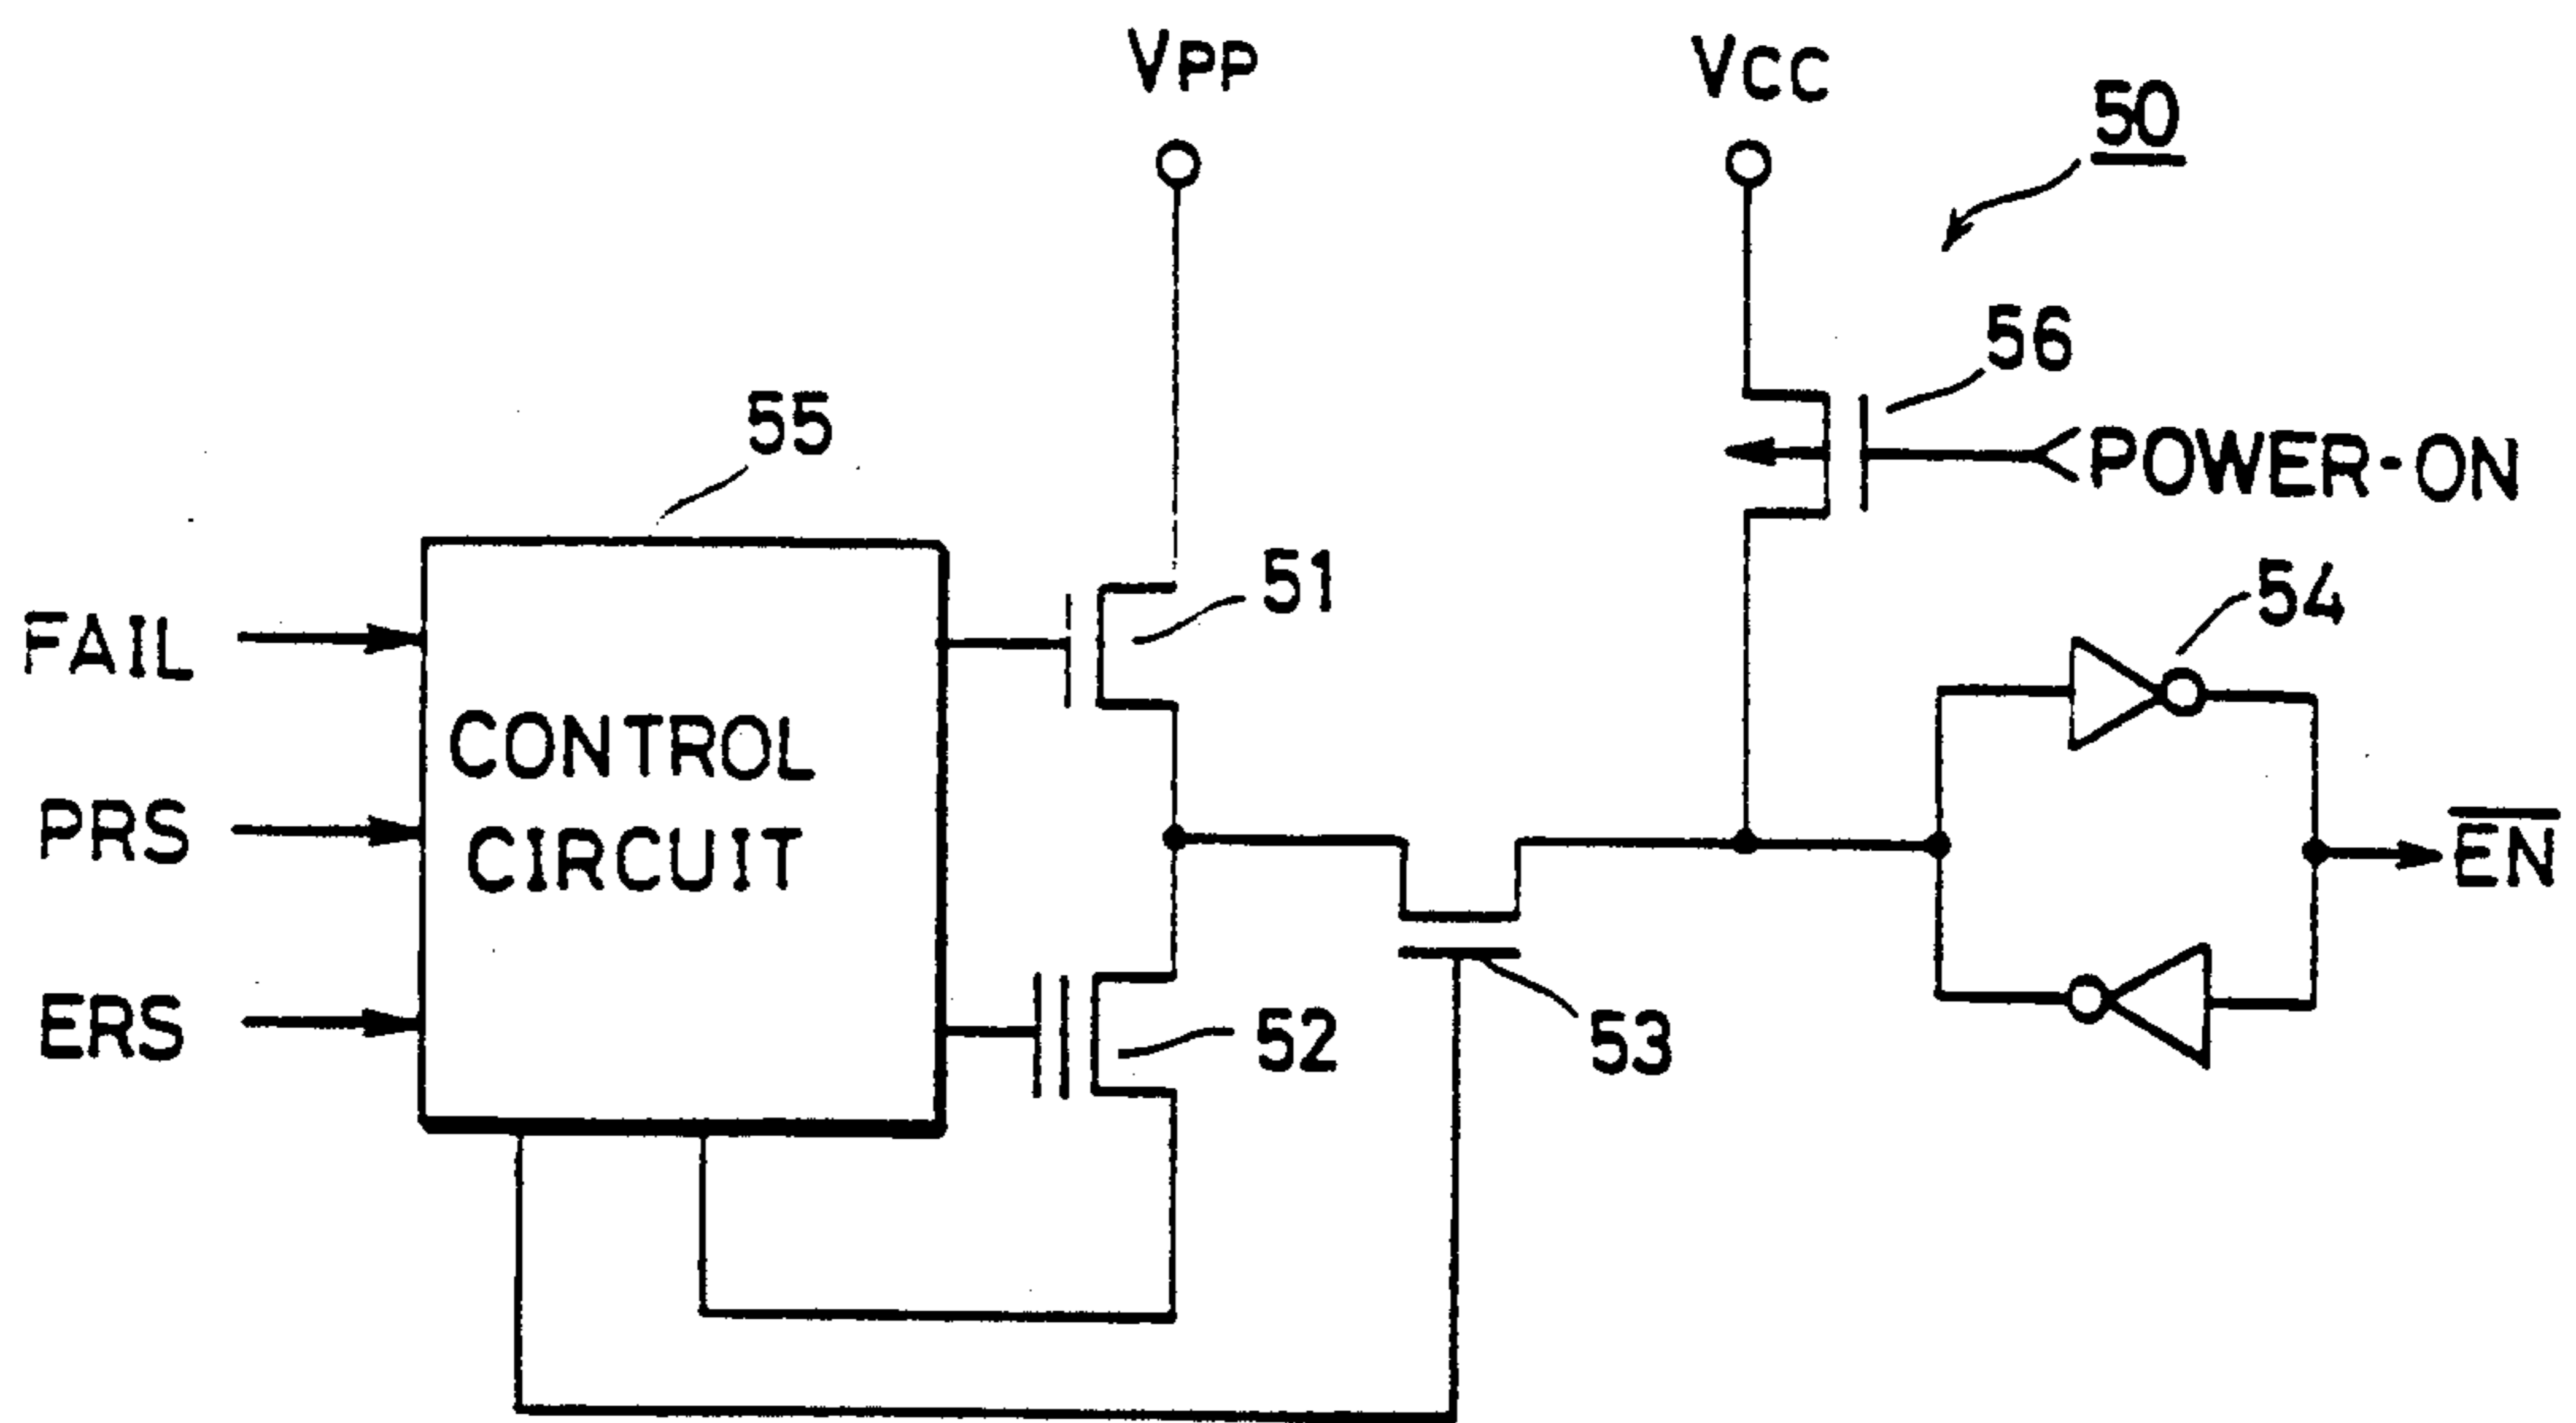 VPP
VCC
50
56
POWER-ON
55
51
54
FAIL
CONTROL
CIRCUIT
PRS
EN
ERS
52
53